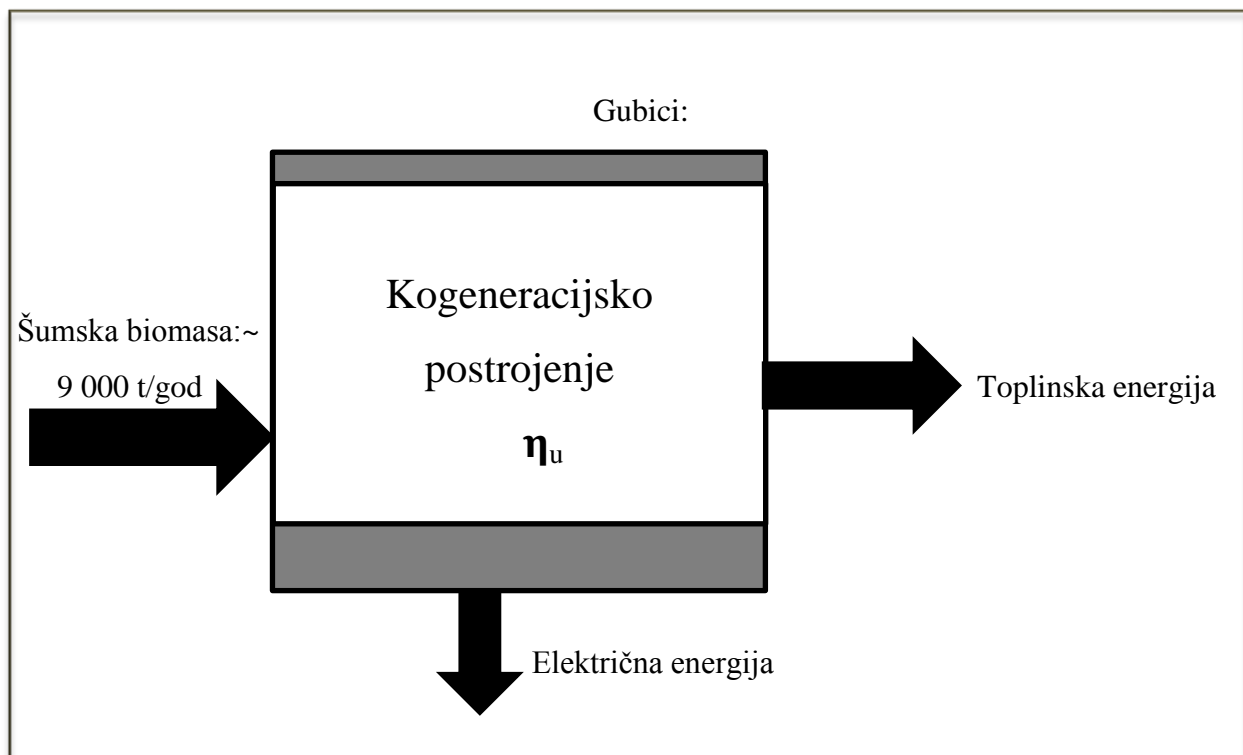 Gubici:
Kogeneracijsko
postrojenje
ηu
Šumska biomasa:~
9 000 t/god
Toplinska energija
Električna energija